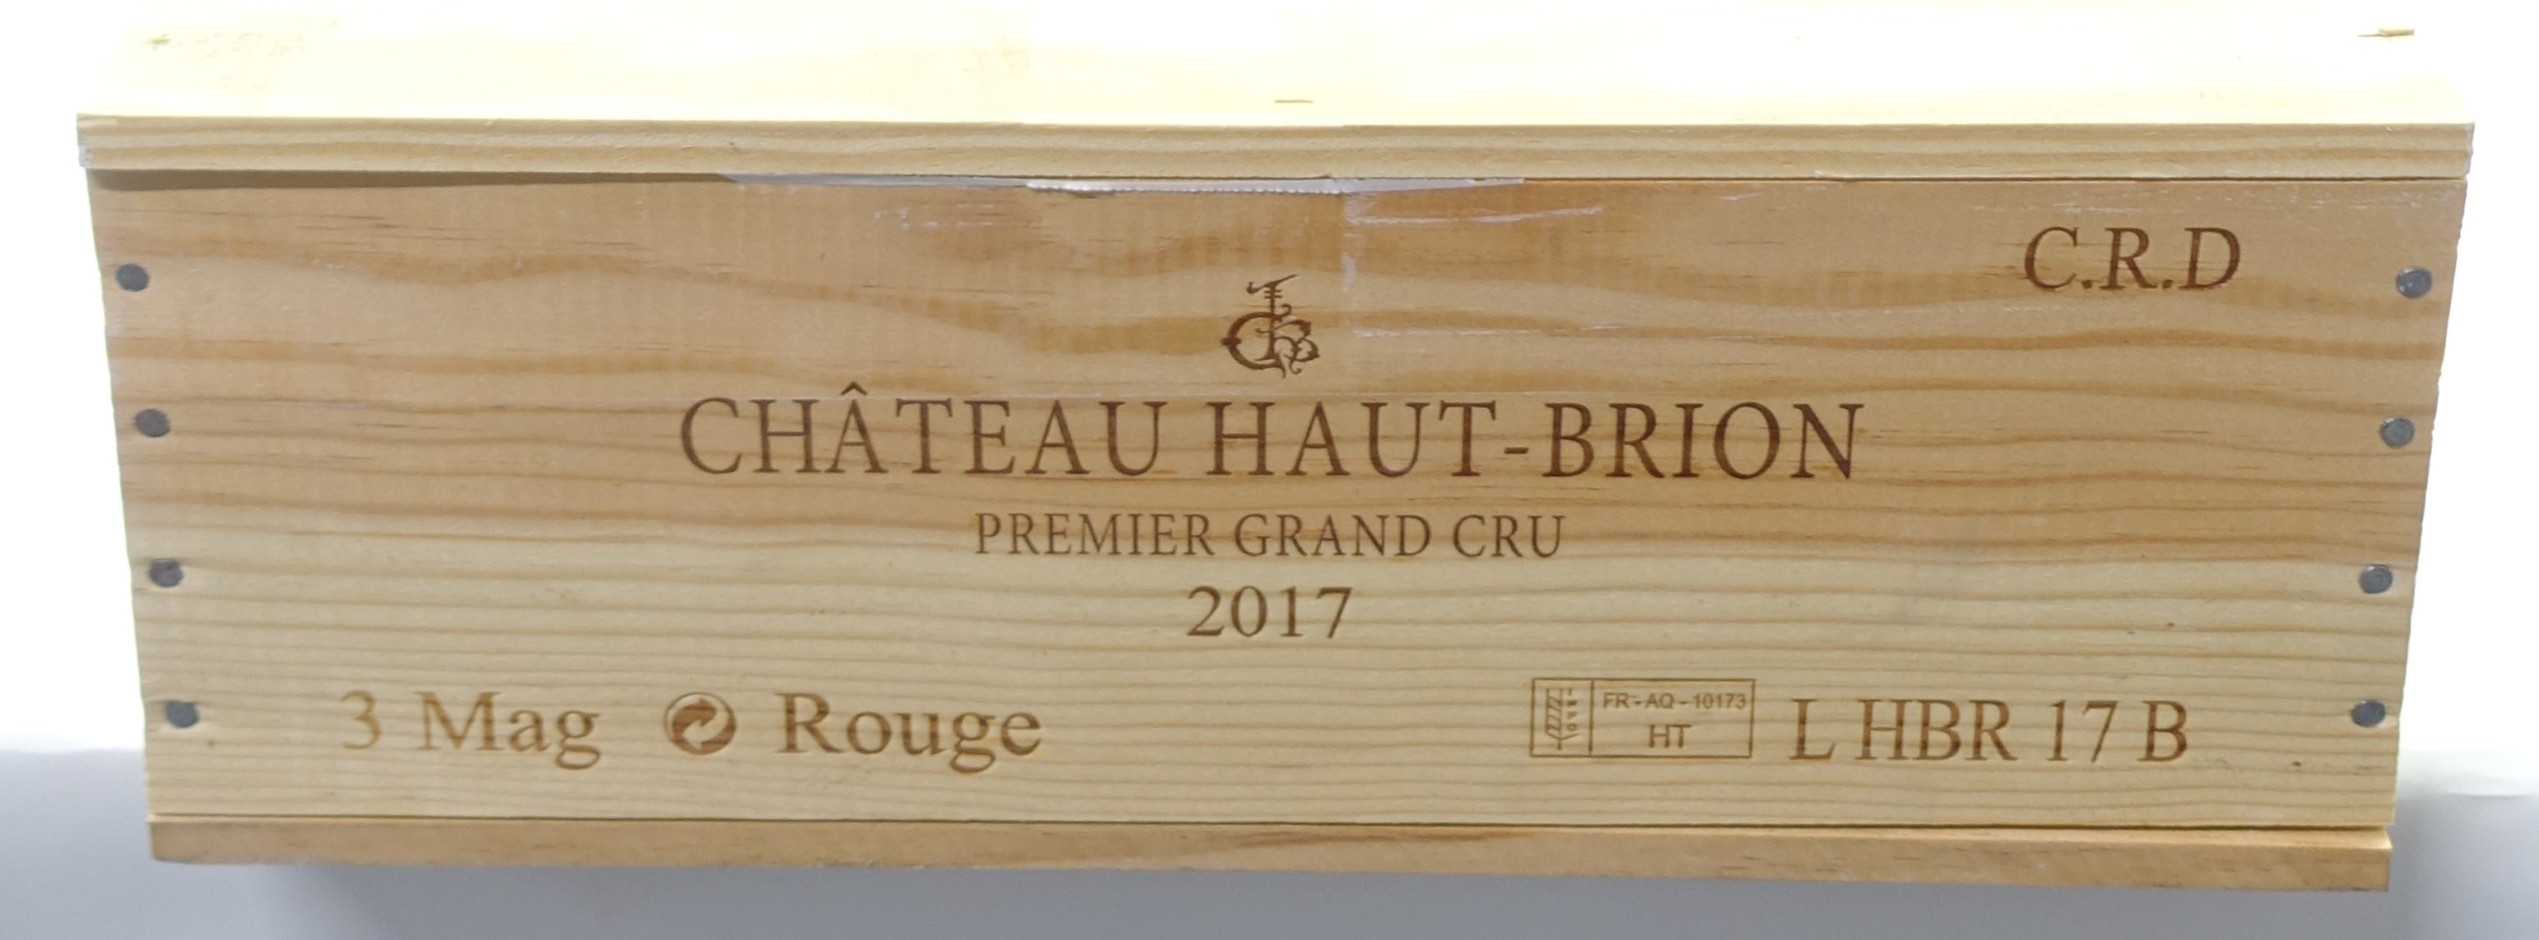 C.R.D
CHÂTEAU HAUT-BRION
PREMIER GRAND CRU
2017
3 Mag Rouge
FR-AQ-10173
HT
L HBR 17 B